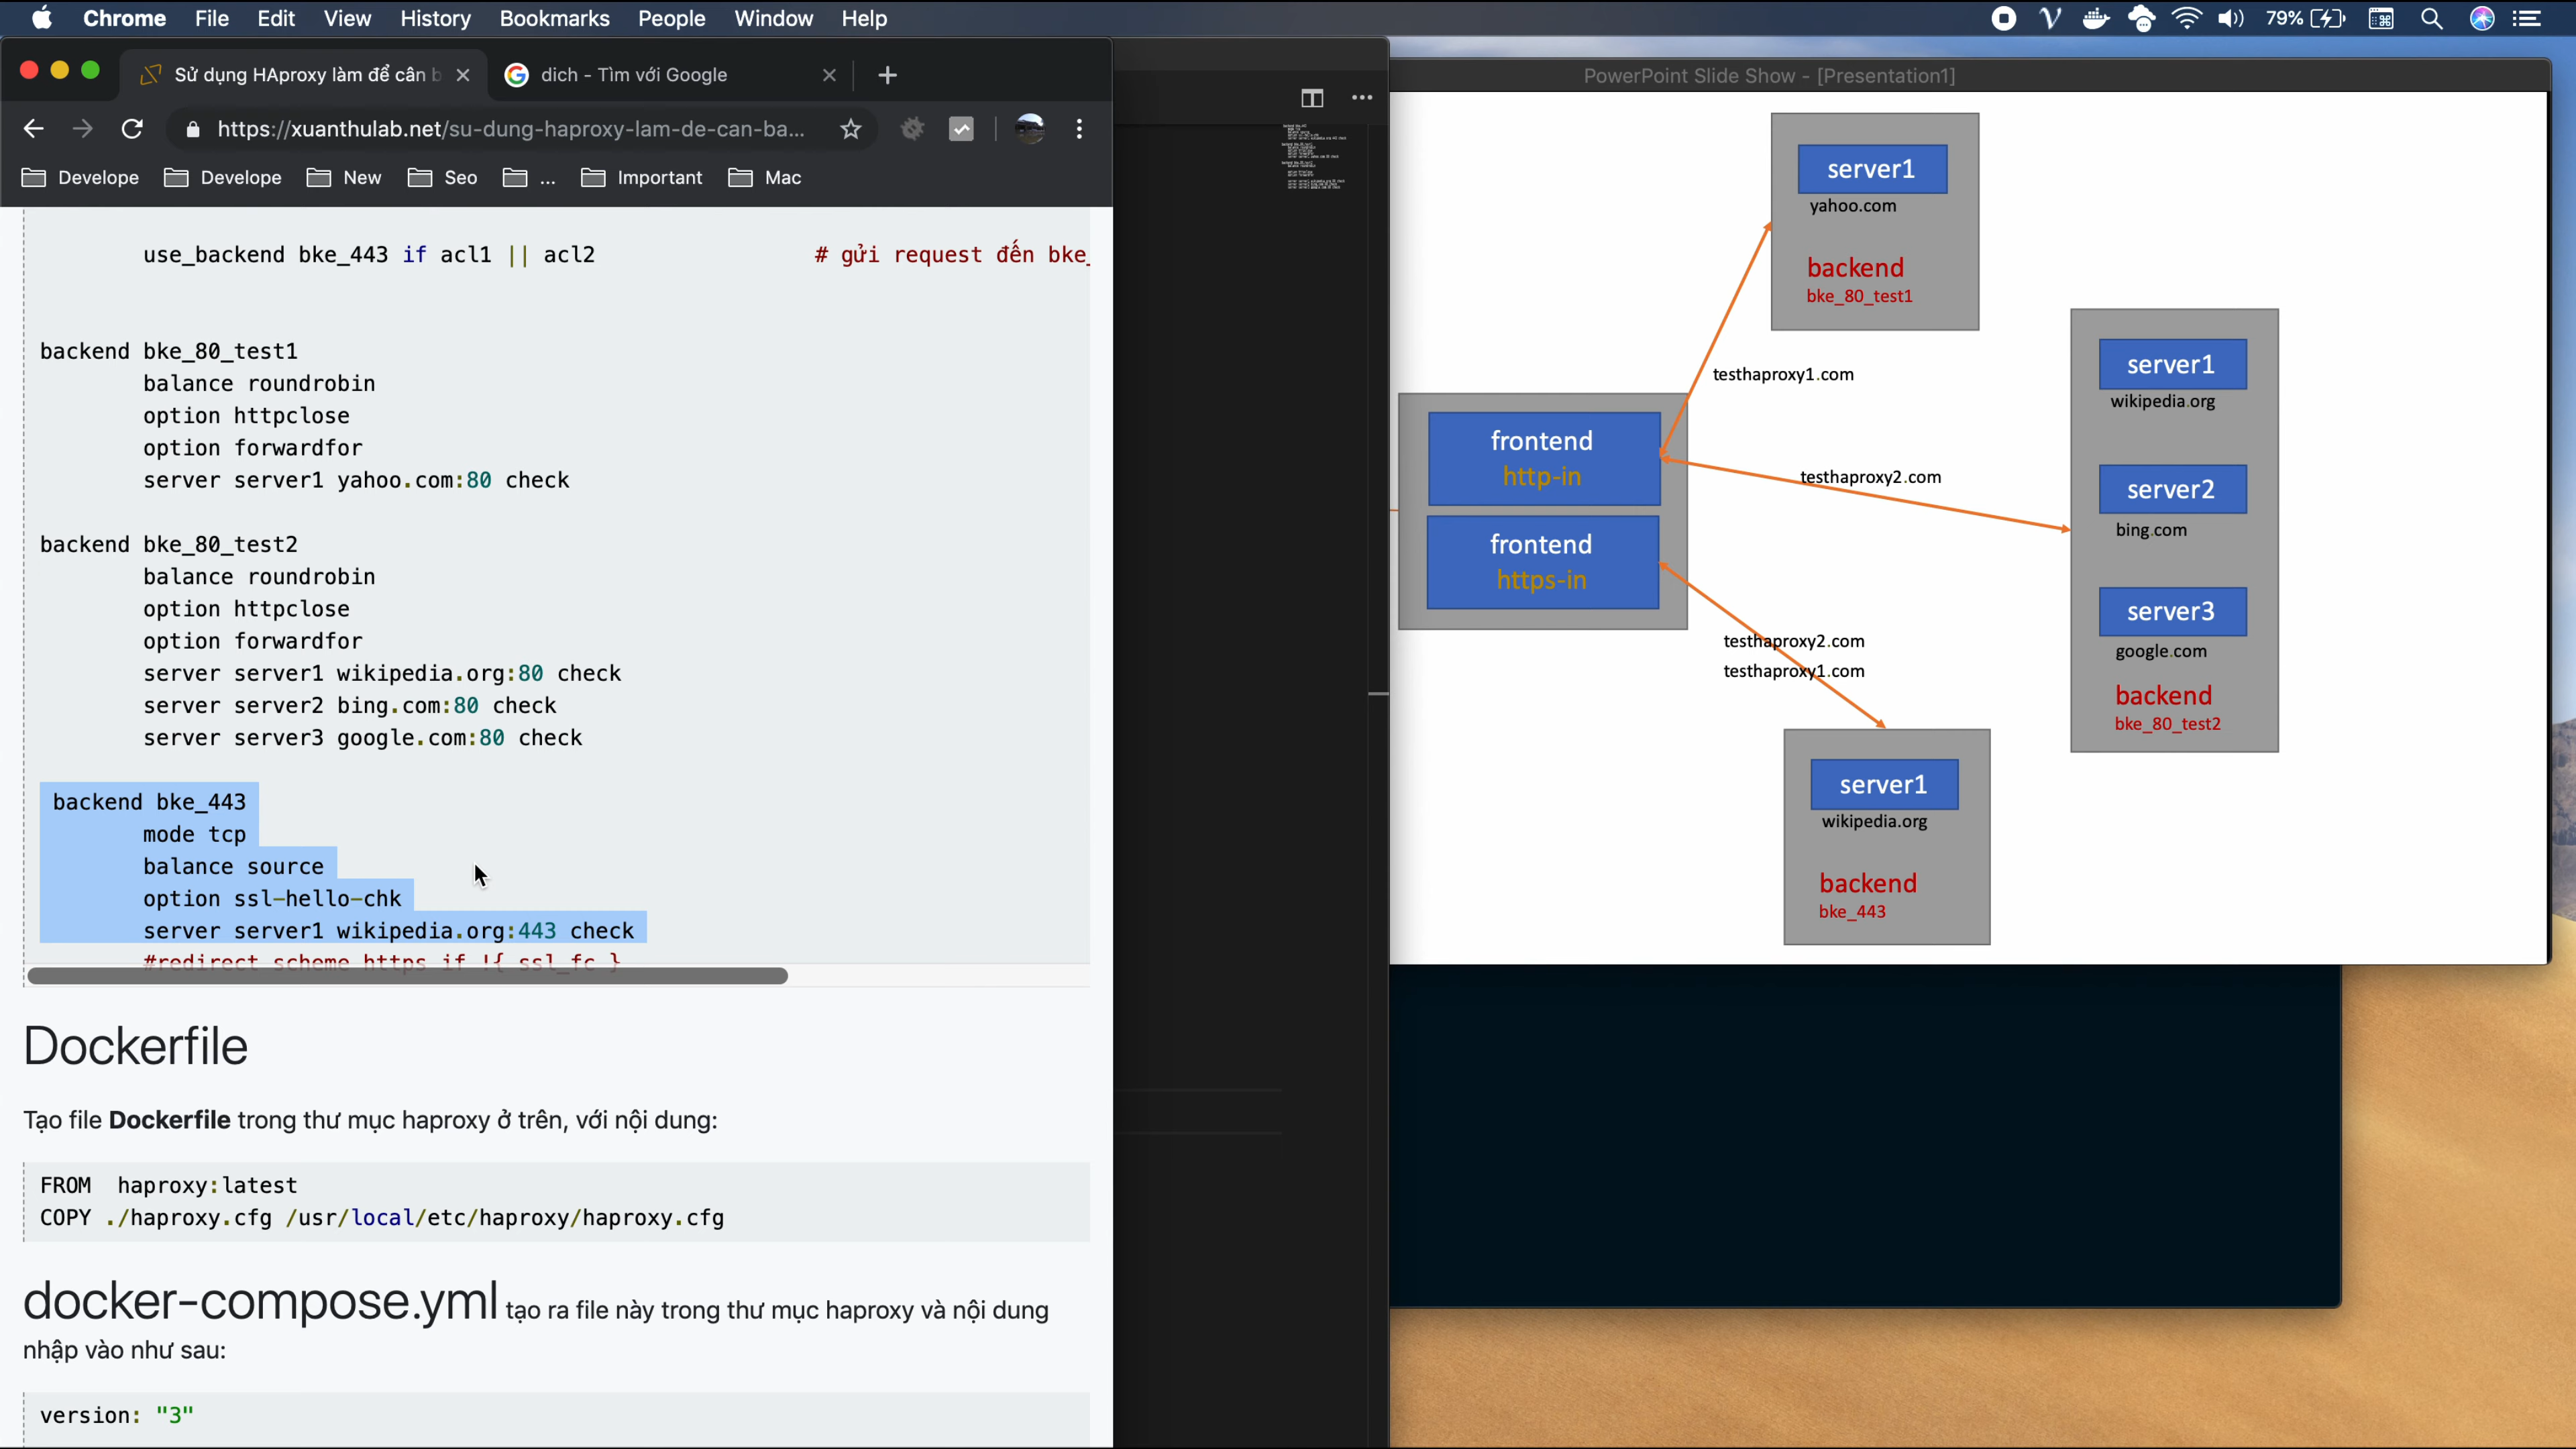 Chrome File Edit View History Bookmarks People Window Help
79%
Sử dụng HAproxy làm để cân b
dich - Tìm với Google
https://xuanthulab.net/su-dung-haproxy-lam-de-can-ba...
Develope Develope New Seo ... Important Mac
use_backend bke_443 if acl1 || acl2 # gửi request đến bke_
backend bke_80_test1
balance roundrobin
option httpclose
option forwardfor
server server1 yahoo.com:80 check
backend bke_80_test2
balance roundrobin
option httpclose
option forwardfor
server server1 wikipedia.org:80 check
server server2 bing.com:80 check
server server3 google.com:80 check
backend bke_443
mode tcp
balance source
option ssl-hello-chk
server server1 wikipedia.org:443 check
#redirect scheme https if !{ ssl_fc }
Dockerfile
Tạo file Dockerfile trong thư mục haproxy ở trên, với nội dung:
FROM  haproxy:latest
COPY ./haproxy.cfg /usr/local/etc/haproxy/haproxy.cfg
docker-compose.yml tạo ra file này trong thư mục haproxy và nội dung
nhập vào như sau:
version: "3"
PowerPoint Slide Show - [Presentation1]
server1
yahoo.com
backend
bke_80_test1
testhaproxy1.com
frontend
http-in
testhaproxy2.com
frontend
https-in
testhaproxy2.com
testhaproxy1.com
server1
wikipedia.org
server2
bing.com
server3
google.com
backend
bke_80_test2
server1
wikipedia.org
backend
bke_443